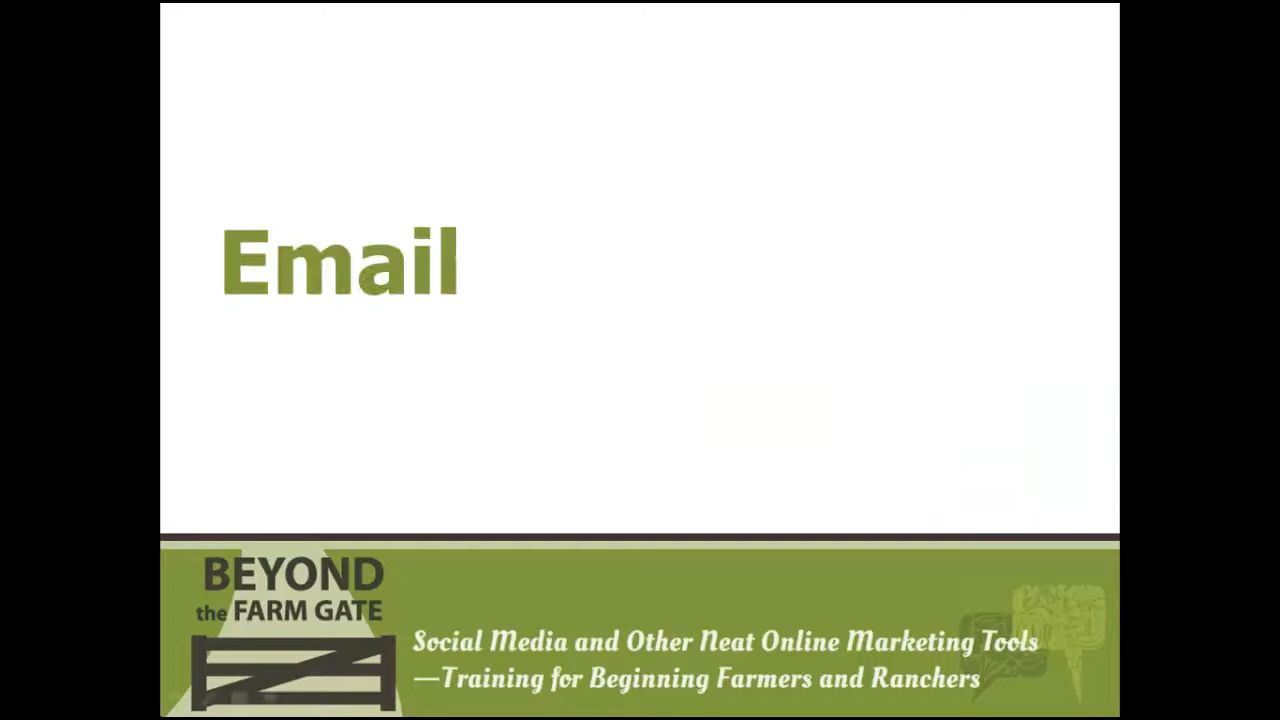 Email
BEYOND
the FARM GATE
Social Media and Other Neat Online Marketing Tools
—Training for Beginning Farmers and Ranchers